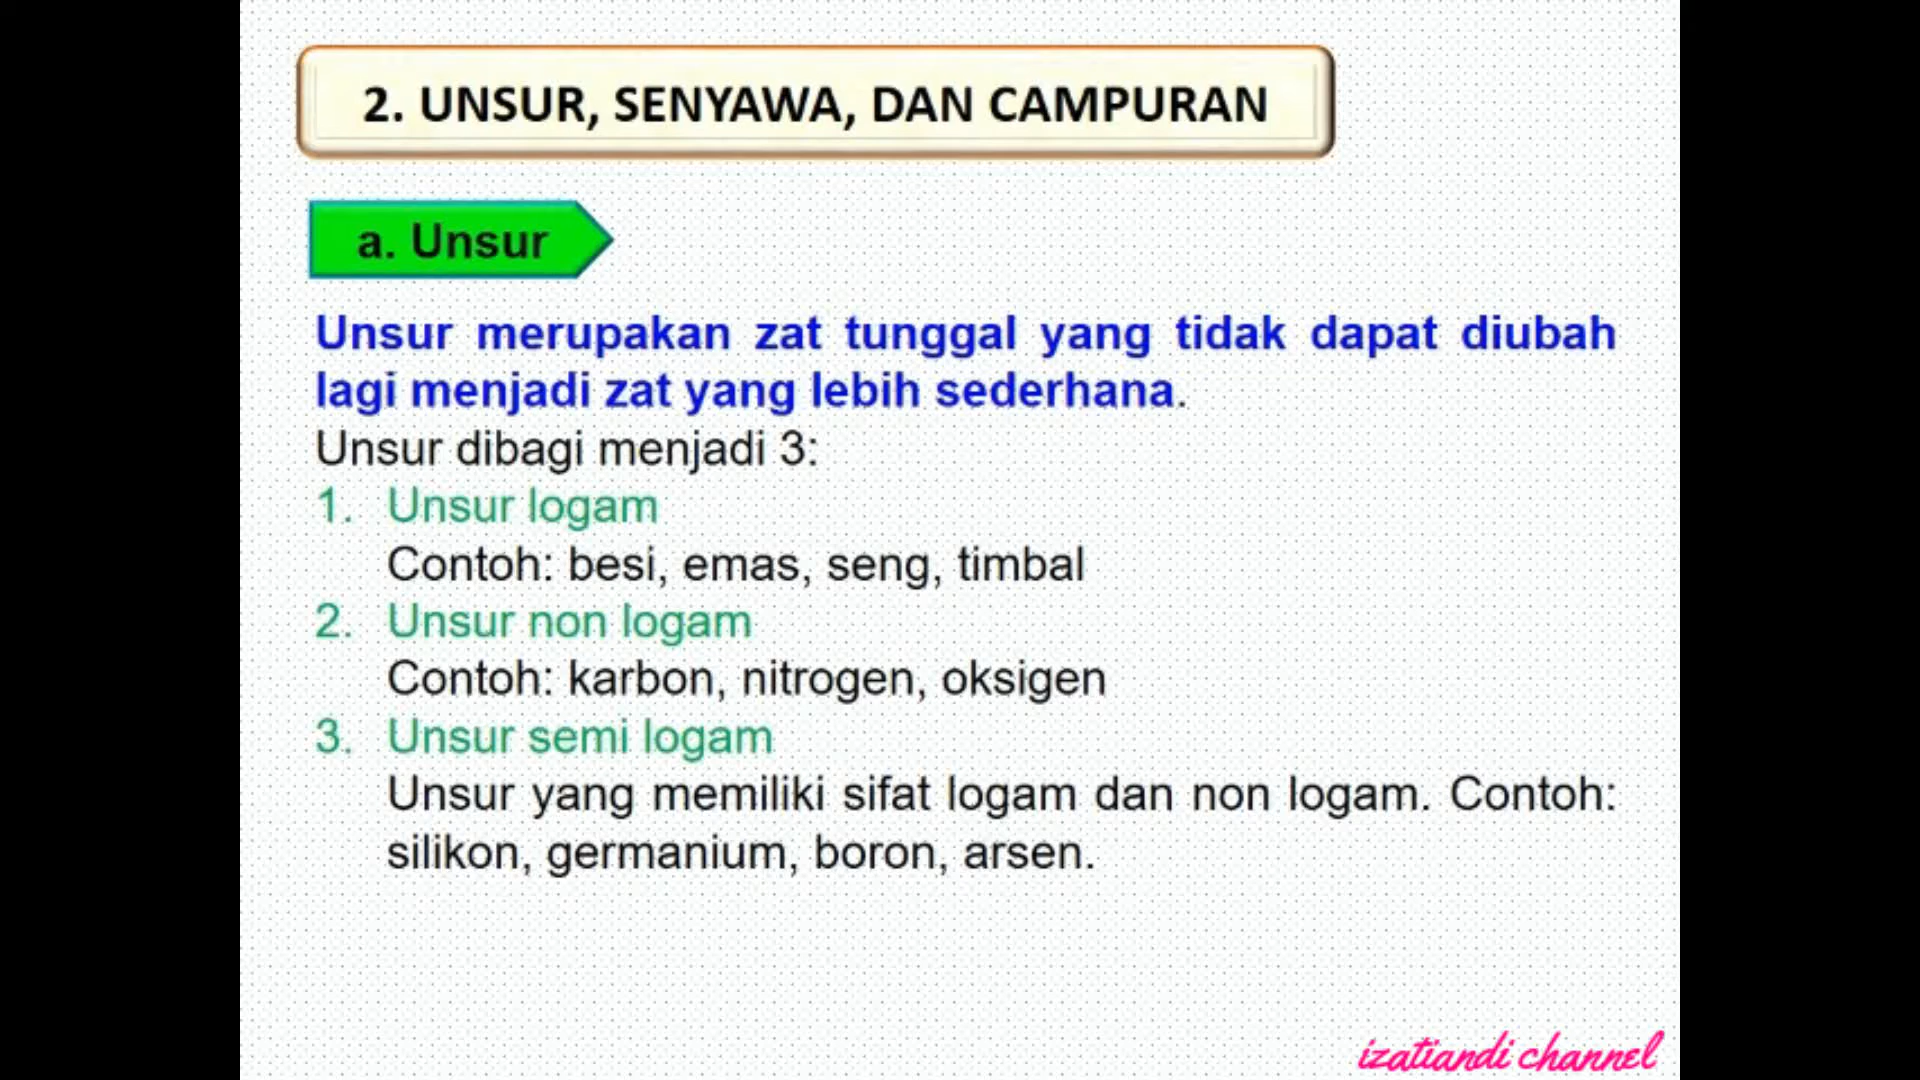 2. UNSUR, SENYAWA, DAN CAMPURAN
a. Unsur
Unsur merupakan zat tunggal yang tidak dapat diubah
lagi menjadi zat yang lebih sederhana.
Unsur dibagi menjadi 3:
1. Unsur logam
Contoh: besi, emas, seng, timbal
2. Unsur non logam
Contoh: karbon, nitrogen, oksigen
3. Unsur semi logam
Unsur yang memiliki sifat logam dan non logam. Contoh:
silikon, germanium, boron, arsen.
izatiandi channel